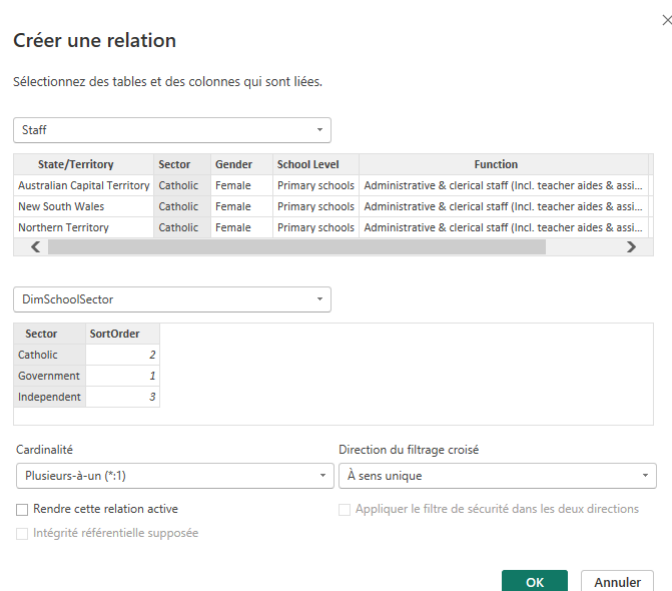 Créer une relation
Sélectionnez des tables et des colonnes qui sont liées.
Staff
State/Territory Sector Gender School Level Function
Australian Capital Territory Catholic Female Primary schools Administrative & clerical staff (Incl. teacher aides & assi...
New South Wales Catholic Female Primary schools Administrative & clerical staff (Incl. teacher aides & assi...
Northern Territory Catholic Female Primary schools Administrative & clerical staff (Incl. teacher aides & assi...
DimSchoolSector
Sector SortOrder
Catholic 2
Government 1
Independent 3
Cardinalité Direction du filtrage croisé
Plusieurs-à-un (*:1) À sens unique
Rendre cette relation active Appliquer le filtre de sécurité dans les deux directions
Intégrité référentielle supposée
OK Annuler